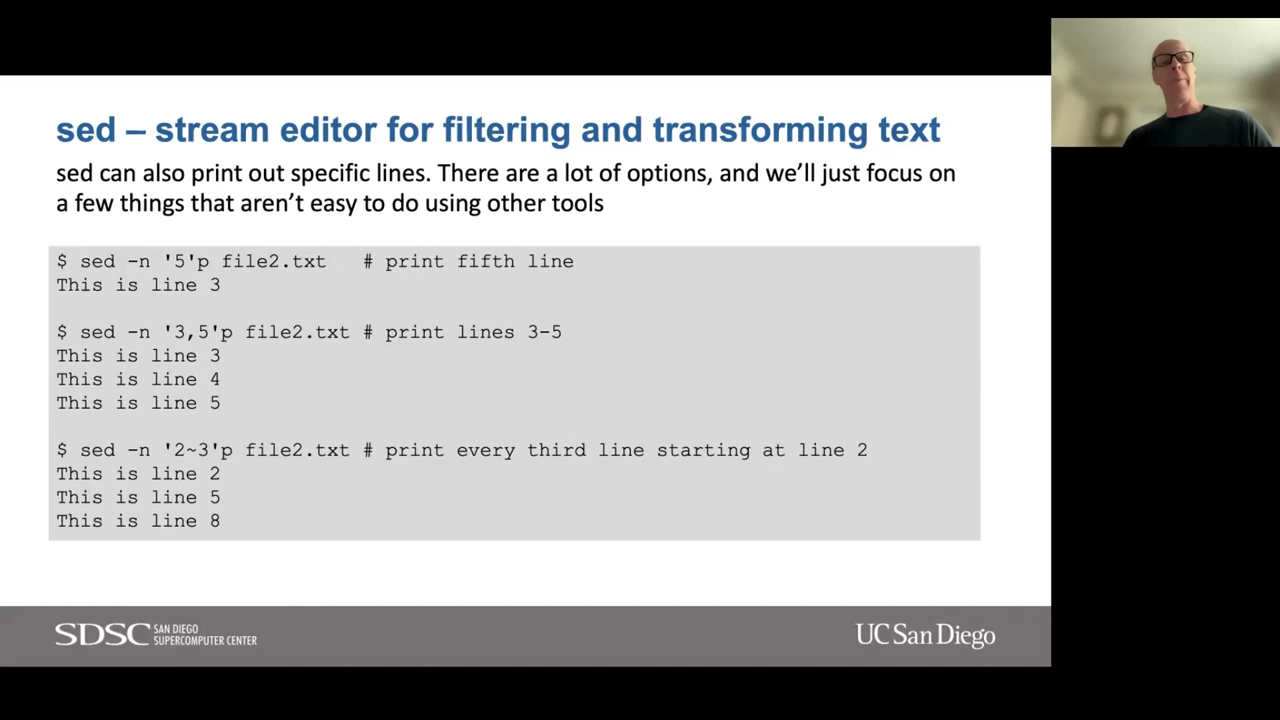 sed – stream editor for filtering and transforming text
sed can also print out specific lines. There are a lot of options, and we’ll just focus on
a few things that aren’t easy to do using other tools
$ sed -n '5'p file2.txt   # print fifth line
This is line 3
$ sed -n '3,5'p file2.txt # print lines 3-5
This is line 3
This is line 4
This is line 5
$ sed -n '2~3'p file2.txt # print every third line starting at line 2
This is line 2
This is line 5
This is line 8
SDSC SAN DIEGO
SUPERCOMPUTER CENTER
UC San Diego